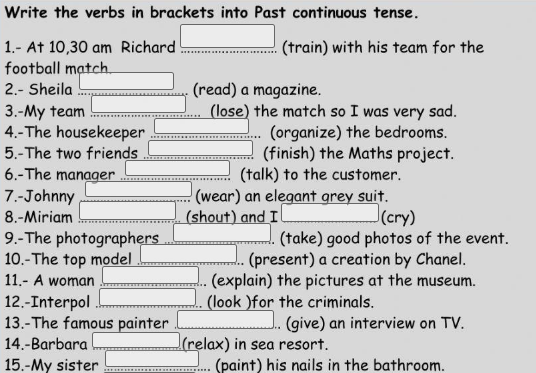 Write the verbs in brackets into Past continuous tense.
1.- At 10,30 am Richard .......................... (train) with his team for the
football match.
2.- Sheila .......................... (read) a magazine.
3.-My team .......................... (lose) the match so I was very sad.
4.-The housekeeper .......................... (organize) the bedrooms.
5.-The two friends .......................... (finish) the Maths project.
6.-The manager .......................... (talk) to the customer.
7.-Johnny .......................... (wear) an elegant grey suit.
8.-Miriam .......................... (shout) and I (cry)
9.-The photographers .......................... (take) good photos of the event.
10.-The top model .......................... (present) a creation by Chanel.
11.- A woman .......................... (explain) the pictures at the museum.
12.-Interpol .......................... (look )for the criminals.
13.-The famous painter .......................... (give) an interview on TV.
14.-Barbara .......................... (relax) in sea resort.
15.-My sister .......................... (paint) his nails in the bathroom.